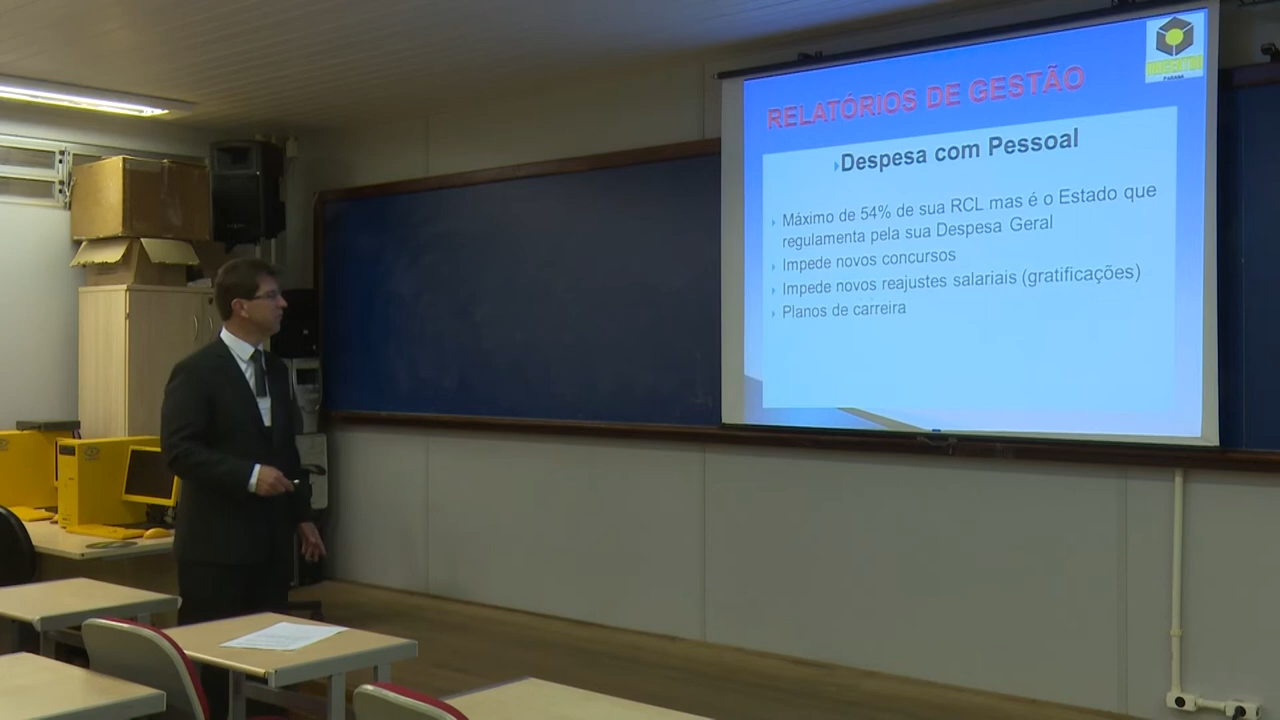 RELATÓRIOS DE GESTÃO
Despesa com Pessoal
Máximo de 54% de sua RCL mas é o Estado que
regulamenta pela sua Despesa Geral
Impede novos concursos
Impede novos reajustes salariais (gratificações)
Planos de carreira
PARANÁ